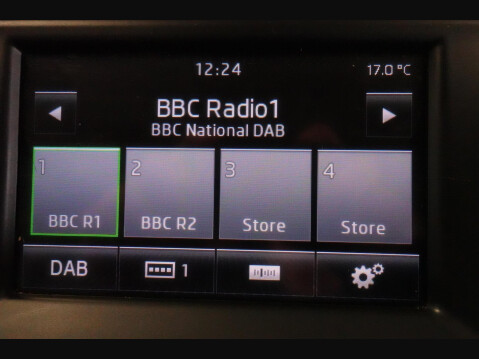 12:24 17.0 °C
BBC Radio1
BBC National DAB
1 2 3 4
BBC R1 BBC R2 Store Store
DAB 1